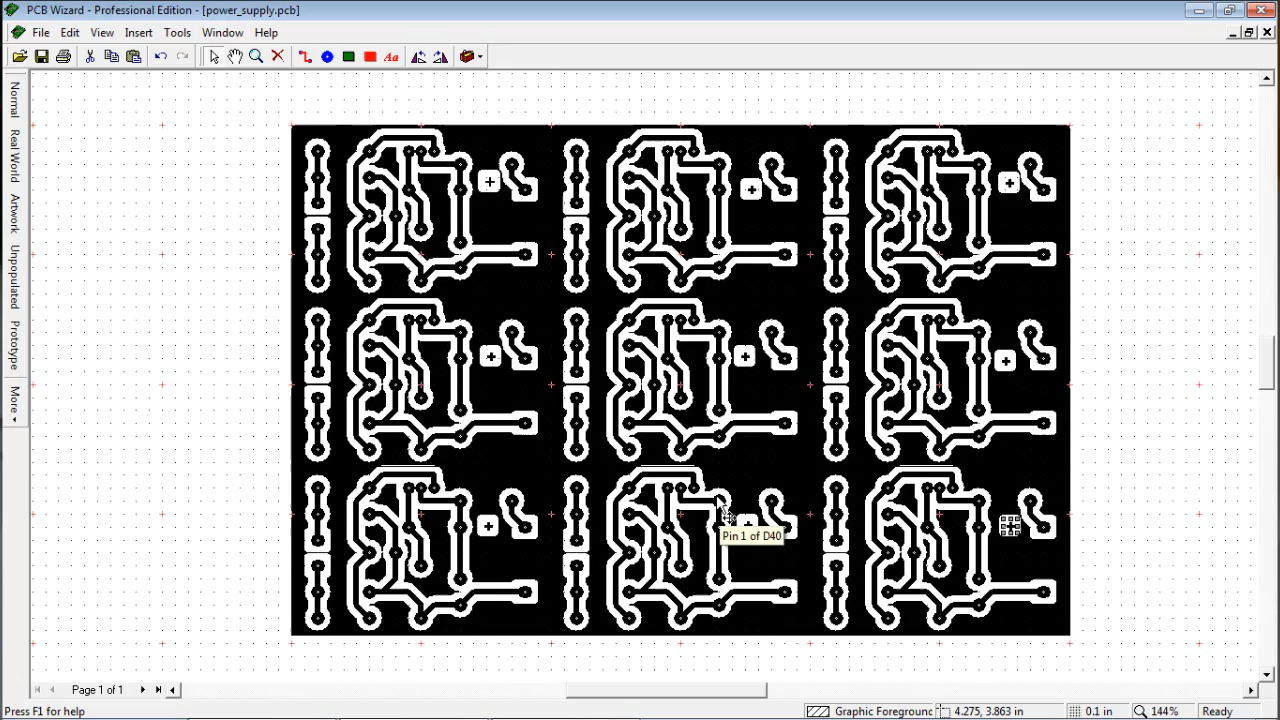 PCB Wizard - Professional Edition - [power_supply.pcb]
File Edit View Insert Tools Window Help
Aa
Normal
Real World
Artwork
Unpopulated
Prototype
More
Pin 1 of D40
Page 1 of 1
Press F1 for help
Graphic Foreground
4.275, 3.863 in
0.1 in
144%
Ready